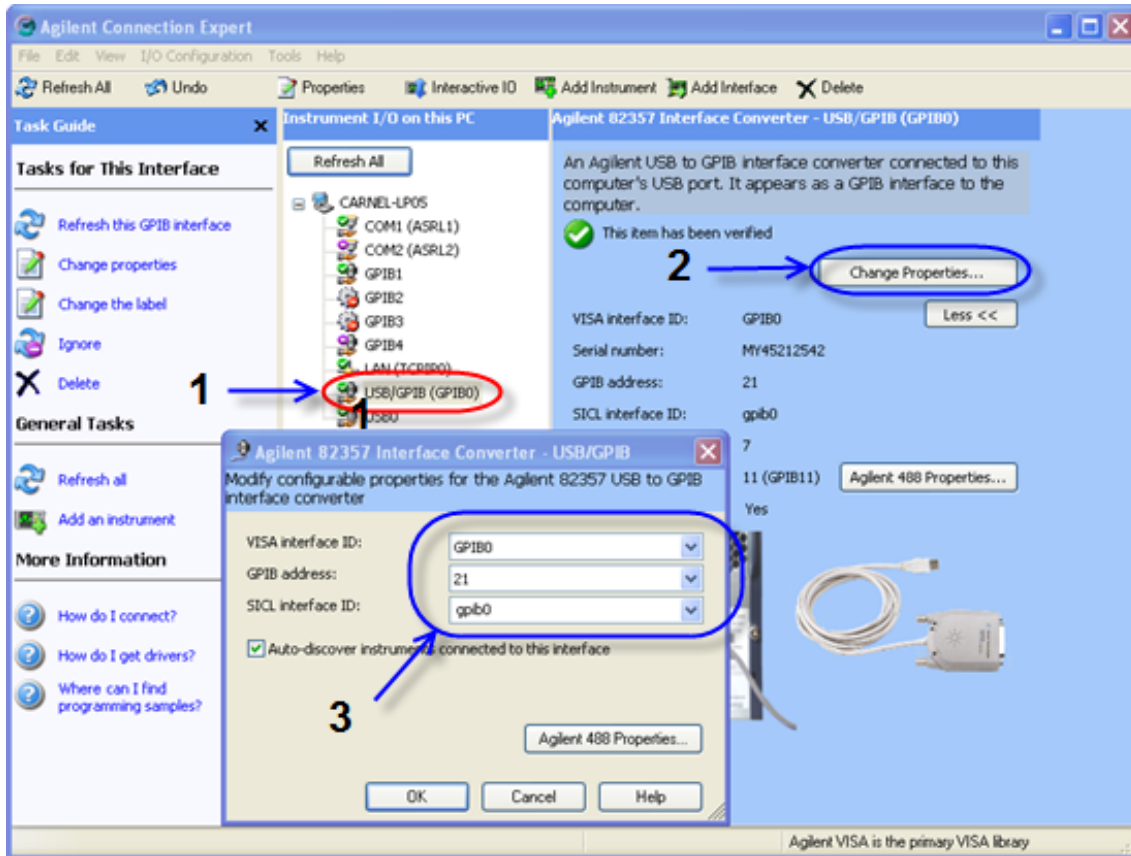 Agilent Connection Expert
File Edit View I/O Configuration Tools Help
Refresh All Undo Properties Interactive IO Add Instrument Add Interface Delete
Task Guide
Tasks for This Interface
Refresh this GPIB interface
Change properties
Change the label
Ignore
Delete
General Tasks
Refresh all
Add an instrument
More Information
How do I connect?
How do I get drivers?
Where can I find
programming samples?
Instrument I/O on this PC
Refresh All
CARNEL-LP05
COM1 (ASRL1)
COM2 (ASRL2)
GPIB1
GPIB2
GPIB3
GPIB4
LAN (TCPIP0)
1
USB/GPIB (GPIB0)
1
USB0
Agilent 82357 Interface Converter - USB/GPIB (GPIB0)
An Agilent USB to GPIB interface converter connected to this
computer's USB port. It appears as a GPIB interface to the
computer.
This item has been verified
2
Change Properties...
Less <<
VISA interface ID: GPIB0
Serial number: MY45212542
GPIB address: 21
SICL interface ID: gpib0
7
11 (GPIB11) Agilent 488 Properties...
Yes
Agilent 82357 Interface Converter - USB/GPIB
Modify configurable properties for the Agilent 82357 USB to GPIB
interface converter
VISA interface ID: GPIB0
GPIB address: 21
SICL interface ID: gpib0
Auto-discover instruments connected to this interface
3
Agilent 488 Properties...
OK Cancel Help
Agilent VISA is the primary VISA library